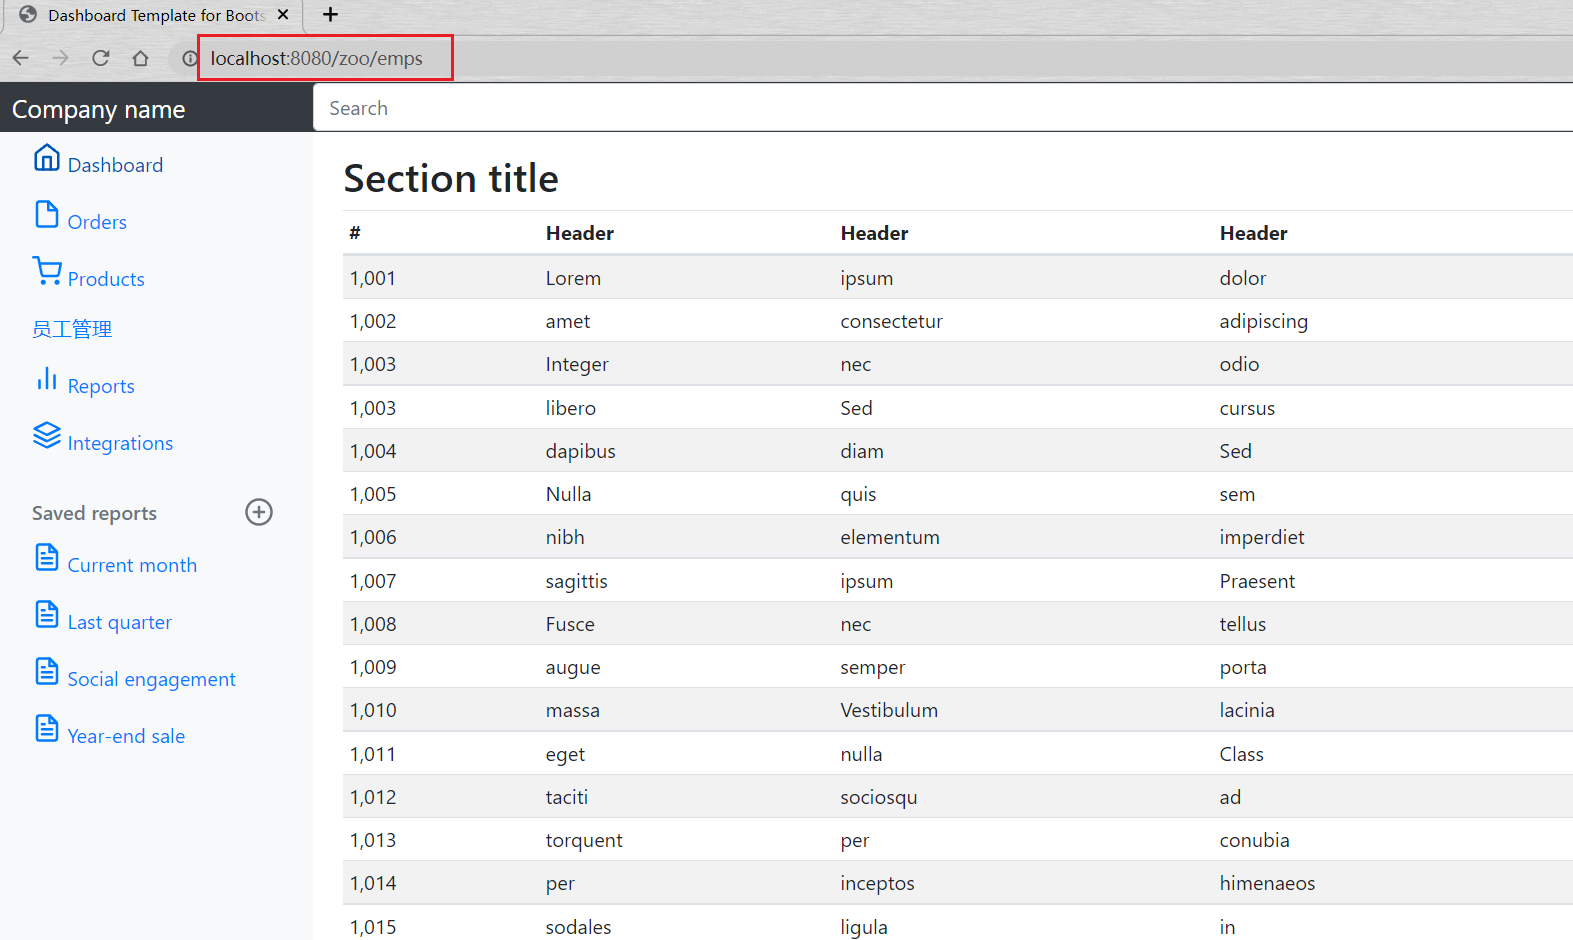 Dashboard Template for Boots
localhost:8080/zoo/emps
Company name
Search
Dashboard
Orders
Products
员工管理
Reports
Integrations
Saved reports
Current month
Last quarter
Social engagement
Year-end sale
Section title
# Header Header Header
1,001 Lorem ipsum dolor
1,002 amet consectetur adipiscing
1,003 Integer nec odio
1,003 libero Sed cursus
1,004 dapibus diam Sed
1,005 Nulla quis sem
1,006 nibh elementum imperdiet
1,007 sagittis ipsum Praesent
1,008 Fusce nec tellus
1,009 augue semper porta
1,010 massa Vestibulum lacinia
1,011 eget nulla Class
1,012 taciti sociosqu ad
1,013 torquent per conubia
1,014 per inceptos himenaeos
1,015 sodales ligula in